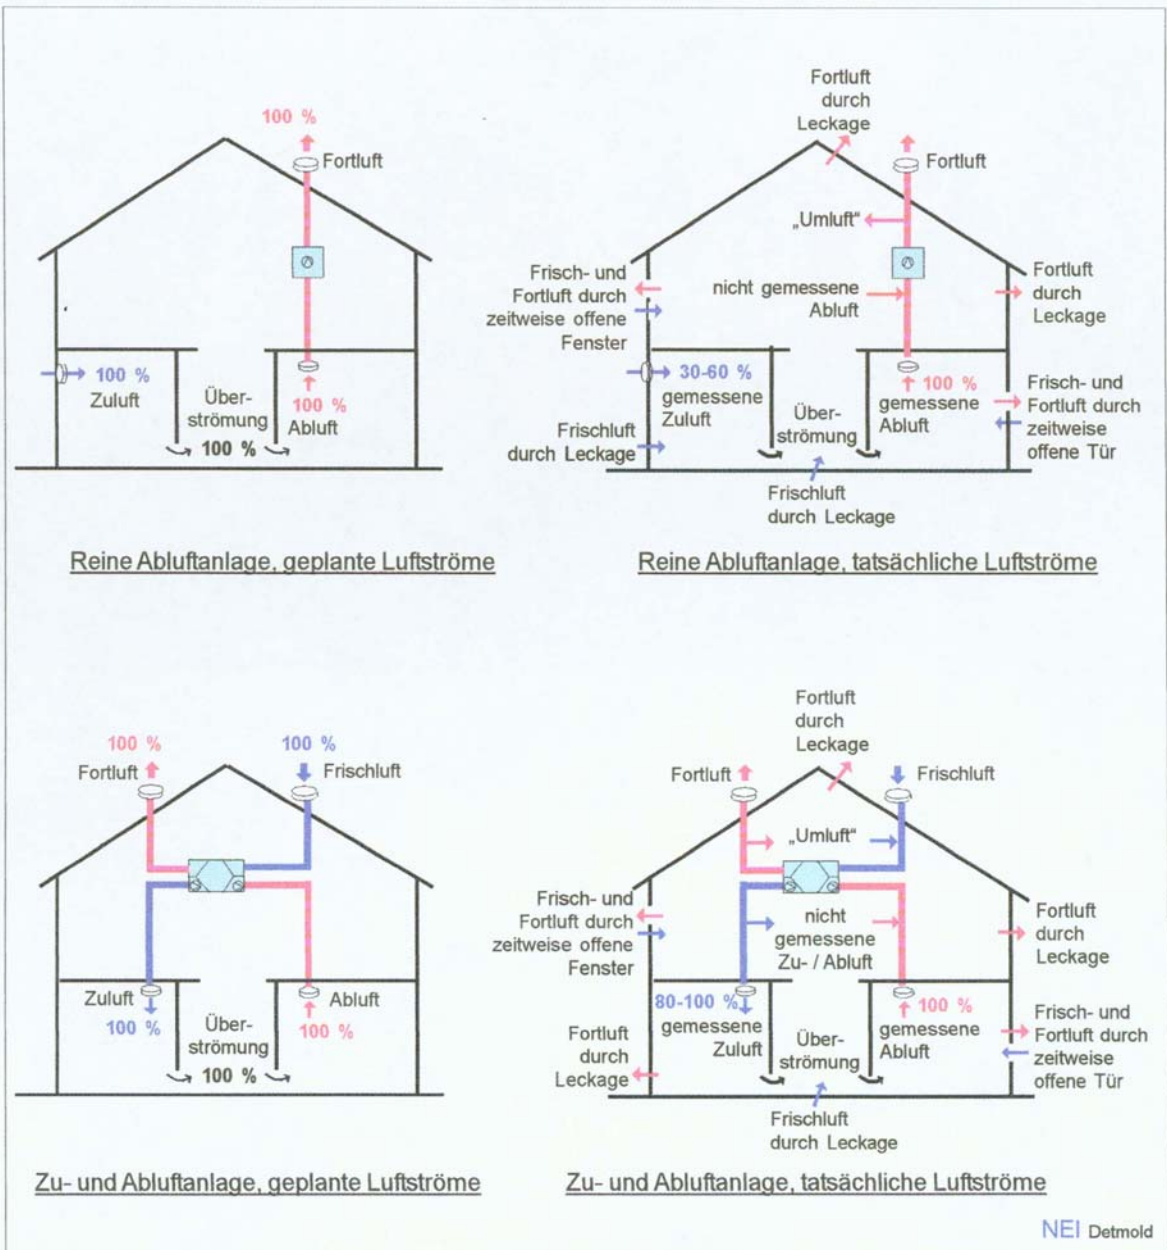 100 %
Fortluft
100 %
Zuluft
Über-
strömung
100 %
100 %
Abluft
Reine Abluftanlage, geplante Luftströme
Fortluft
durch
Leckage
Fortluft
„Umluft“
Frisch- und
Fortluft durch
zeitweise offene
Fenster
nicht gemessene
Abluft
Fortluft
durch
Leckage
30-60 %
gemessene
Zuluft
Über-
strömung
100 %
gemessene
Abluft
Frisch- und
Fortluft durch
zeitweise
offene Tür
Frischluft
durch Leckage
Frischluft
durch Leckage
Reine Abluftanlage, tatsächliche Luftströme
100 %
Fortluft
100 %
Frischluft
Zuluft
100 %
Über-
strömung
100 %
Abluft
100 %
Zu- und Abluftanlage, geplante Luftströme
Fortluft
durch
Leckage
Fortluft
Frischluft
„Umluft“
Frisch- und
Fortluft durch
zeitweise offene
Fenster
nicht
gemessene
Zu- / Abluft
Fortluft
durch
Leckage
80-100 %
gemessene
Zuluft
Über-
strömung
100 %
gemessene
Abluft
Frisch- und
Fortluft durch
zeitweise
offene Tür
Fortluft
durch
Leckage
Frischluft
durch Leckage
Zu- und Abluftanlage, tatsächliche Luftströme
NEI Detmold